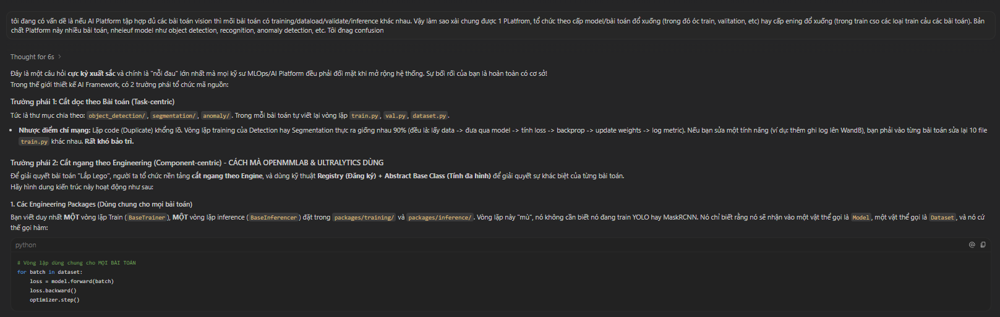 tôi đang có vấn dề là nếu AI Platform tập hợp đủ các bài toán vision thì mõi bài toán có training/dataload/validate/inference khác nhau. Vậy làm sao xài chung được 1 PLatfrom, tổ chức theo cấp model/bài toán đổ xuống (trong đó óc train, valitation, etc) hay cấp ening đổ xuống (trong train cso các loại train cảu các bài toán). Bản
chất Platform này nhiều bài toán, nheieuf model như object detection, recognition, anomaly detection, etc. Tôi đnag confusion
Thought for 6s >
Đây là một câu hỏi cực kỳ xuất sắc và chính là "nỗi đau" lớn nhất mà mọi kỹ sư MLOps/AI Platform đều phải đối mặt khi mở rộng hệ thống. Sự bối rối của bạn là hoàn toàn có cơ sở!
Trong thế giới thiết kế AI Framework, có 2 trường phái tổ chức mã nguồn:
Trường phái 1: Cắt dọc theo Bài toán (Task-centric)
Tức là thư mục chia theo: object_detection/, segmentation/, anomaly/. Trong mỗi bài toán tự viết lại vòng lặp train.py, val.py, dataset.py.
• Nhược điểm chí mạng: Lặp code (Duplicate) khổng lồ. Vòng lặp training của Detection hay Segmentation thực ra giống nhau 90% (đều là: lấy data -> đưa qua model -> tính loss -> backprop -> update weights -> log metric). Nếu bạn sửa một tính năng (ví dụ: thêm ghi log lên WandB), bạn phải vào từng bài toán sửa lại 10 file
train.py khác nhau. Rất khó bảo trì.
Trường phái 2: Cắt ngang theo Engineering (Component-centric) - CÁCH MÀ OPENMMLAB & ULTRALYTICS DÙNG
Để giải quyết bài toán "Lắp Lego", người ta tổ chức nền tảng cắt ngang theo Engine, và dùng kỹ thuật Registry (Đăng ký) + Abstract Base Class (Tính đa hình) để giải quyết sự khác biệt của từng bài toán.
Hãy hình dung kiến trúc này hoạt động như sau:
1. Các Engineering Packages (Dùng chung cho mọi bài toán)
Bạn viết duy nhất MỘT vòng lặp Train (BaseTrainer), MỘT vòng lặp inference (BaseInferencer) đặt trong packages/training/ và packages/inference/. Vòng lặp này "mù", nó không cần biết nó đang train YOLO hay MaskRCNN. Nó chỉ biết rằng nó sẽ nhận vào một vật thể gọi là Model, một vật thể gọi là Dataset, và nó cứ
thế gọi hàm:
python
# Vòng lặp dùng chung cho MỌI BÀI TOÁN
for batch in dataset:
    loss = model.forward(batch)
    loss.backward()
    optimizer.step()